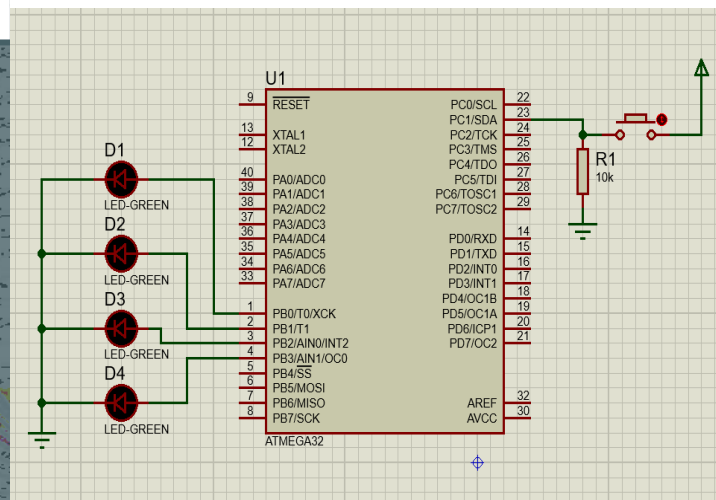 U1
9 RESET
13 XTAL1
12 XTAL2
40 PA0/ADC0
39 PA1/ADC1
38 PA2/ADC2
37 PA3/ADC3
36 PA4/ADC4
35 PA5/ADC5
34 PA6/ADC6
33 PA7/ADC7
1 PB0/T0/XCK
2 PB1/T1
3 PB2/AIN0/INT2
4 PB3/AIN1/OC0
5 PB4/SS
6 PB5/MOSI
7 PB6/MISO
8 PB7/SCK
PC0/SCL 22
PC1/SDA 23
PC2/TCK 24
PC3/TMS 25
PC4/TDO 26
PC5/TDI 27
PC6/TOSC1 28
PC7/TOSC2 29
PD0/RXD 14
PD1/TXD 15
PD2/INT0 16
PD3/INT1 17
PD4/OC1B 18
PD5/OC1A 19
PD6/ICP1 20
PD7/OC2 21
AREF 32
AVCC 30
ATMEGA32
D1
LED-GREEN
D2
LED-GREEN
D3
LED-GREEN
D4
LED-GREEN
R1
10k